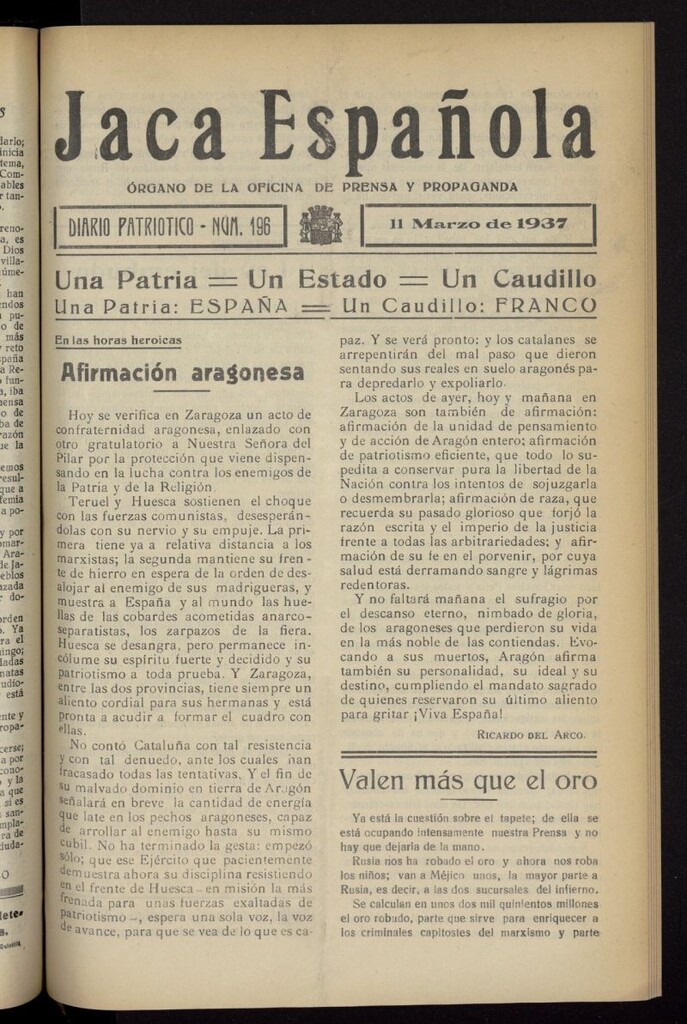 Jaca Española
ÓRGANO DE LA OFICINA DE PRENSA Y PROPAGANDA
DIARIO PATRIOTICO - NÚM. 196
11 Marzo de 1937
Una Patria = Un Estado = Un Caudillo
Una Patria: ESPAÑA = Un Caudillo: FRANCO
En las horas heroicas
Afirmación aragonesa
Hoy se verifica en Zaragoza un acto de
confraternidad aragonesa, enlazado con
otro gratulatorio a Nuestra Señora del
Pilar por la protección que viene dispen-
sando en la lucha contra los enemigos de
la Patria y de la Religión.
Teruel y Huesca sostienen el choque
con las fuerzas comunistas, desesperán-
dolas con su nervio y su empuje. La pri-
mera tiene ya a relativa distancia a los
marxistas; la segunda mantiene su fren-
te de hierro en espera de la orden de des-
alojar al enemigo de sus madrigueras, y
muestra a España y al mundo las hue-
llas de las cobardes acometidas anarco-
separatistas, los zarpazos de la fiera.
Huesca se desangra, pero permanece in-
cólume su espíritu fuerte y decidido y su
patriotismo a toda prueba. Y Zaragoza,
entre las dos provincias, tiene siempre un
aliento cordial para sus hermanas y está
pronta a acudir a formar el cuadro con
ellas.
No contó Cataluña con tal resistencia
y con tal denuedo, ante los cuales han
fracasado todas las tentativas. Y el fin de
su malvado dominio en tierra de Aragón
señalará en breve la cantidad de energía
que late en los pechos aragoneses, capaz
de arrollar al enemigo hasta su mismo
cubil. No ha terminado la gesta: empezó
sólo; que ese Ejército que pacientemente
demuestra ahora su disciplina resistiendo
en el frente de Huesca—en misión la más
frenada para unas fuerzas exaltadas de
patriotismo—, espera una sola voz, la voz
de avance, para que se vea de lo que es ca-
paz. Y se verá pronto; y los catalanes se
arrepentirán del mal paso que dieron
sentando sus reales en suelo aragonés pa-
ra depredarlo y expoliarlo.
Los actos de ayer, hoy y mañana en
Zaragoza son también de afirmación:
afirmación de la unidad de pensamiento
y de acción de Aragón entero; afirmación
de patriotismo eficiente, que todo lo su-
pedita a conservar pura la libertad de la
Nación contra los intentos de sojuzgarla
o desmembrarla; afirmación de raza, que
recuerda su pasado glorioso que forjó la
razón escrita y el imperio de la justicia
frente a todas las arbitrariedades; y afir-
mación de su fe en el porvenir, por cuya
salud está derramando sangre y lágrimas
redentoras.
Y no faltará mañana el sufragio por
el descanso eterno, nimbado de gloria,
de los aragoneses que perdieron su vida
en la más noble de las contiendas. Evo-
cando a sus muertos, Aragón afirma
también su personalidad, su ideal y su
destino, cumpliendo el mandato sagrado
de quienes reservaron su último aliento
para gritar ¡Viva España!
RICARDO DEL ARCO.
Valen más que el oro
Ya está la cuestión sobre el tapete; de ella se
está ocupando intensamente nuestra Prensa y no
hay que dejarla de la mano.
Rusia nos ha robado el oro y ahora nos roba
los niños; van a Méjico unos, la mayor parte a
Rusia, es decir, a las dos sucursales del infierno.
Se calculan en unos dos mil quinientos millones
el oro robado, parte que sirve para enriquecer a
los criminales capitostes del marxismo y parte